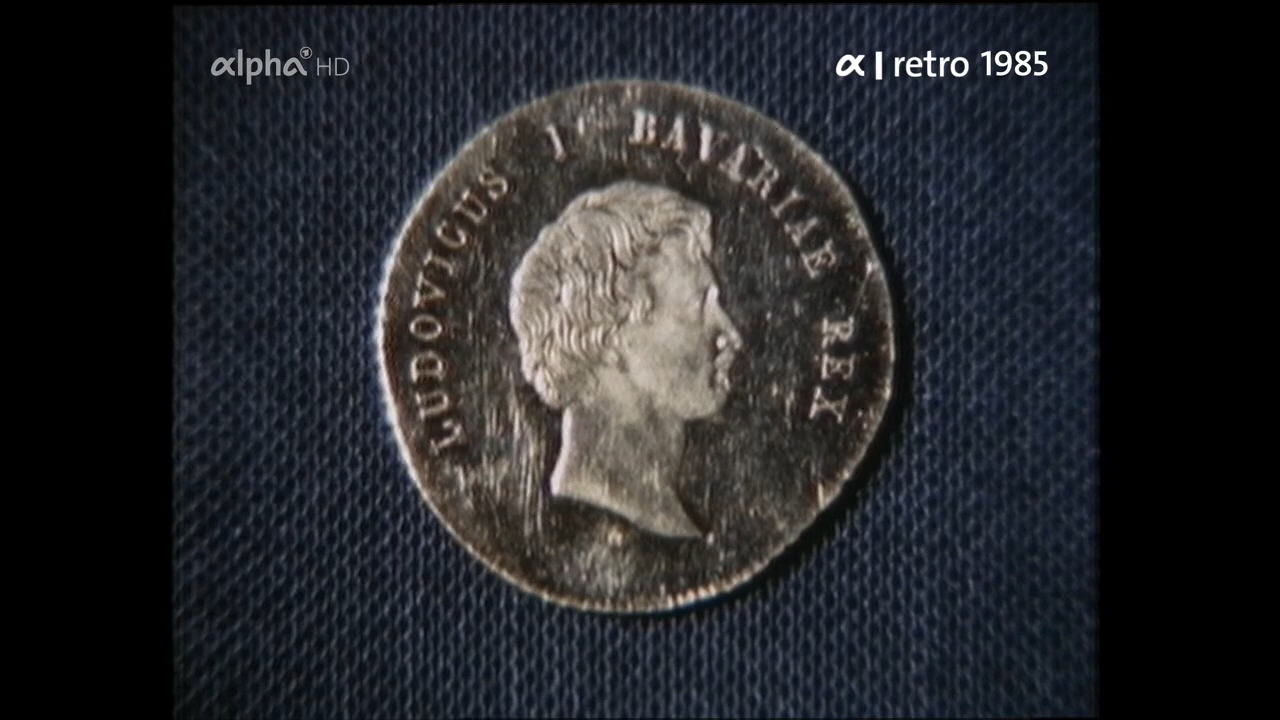 alpha HD
α | retro 1985
LUDOVICUS I BAVARIAE REX